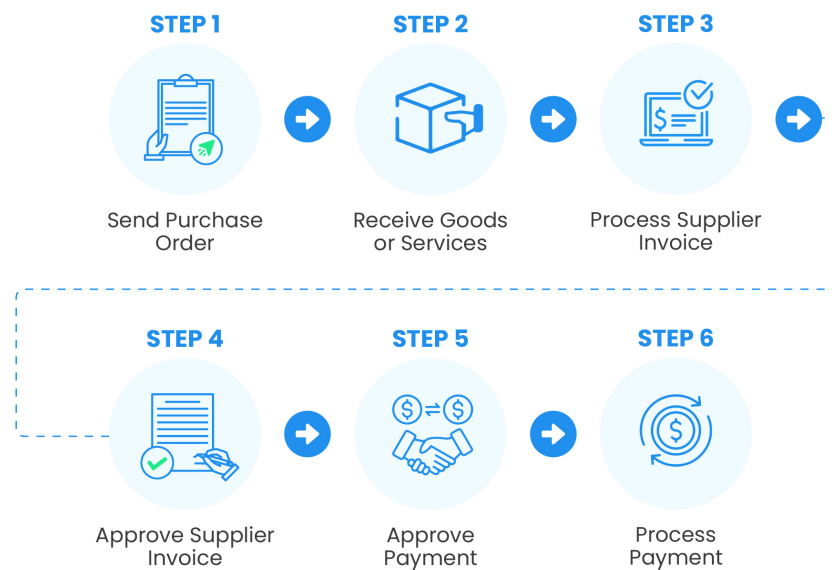 STEP 1
STEP 2
STEP 3
Send Purchase
Order
Receive Goods
or Services
$
Process Supplier
Invoice
STEP 4
STEP 5
STEP 6
Approve Supplier
Invoice
$ $
Approve
Payment
$
Process
Payment